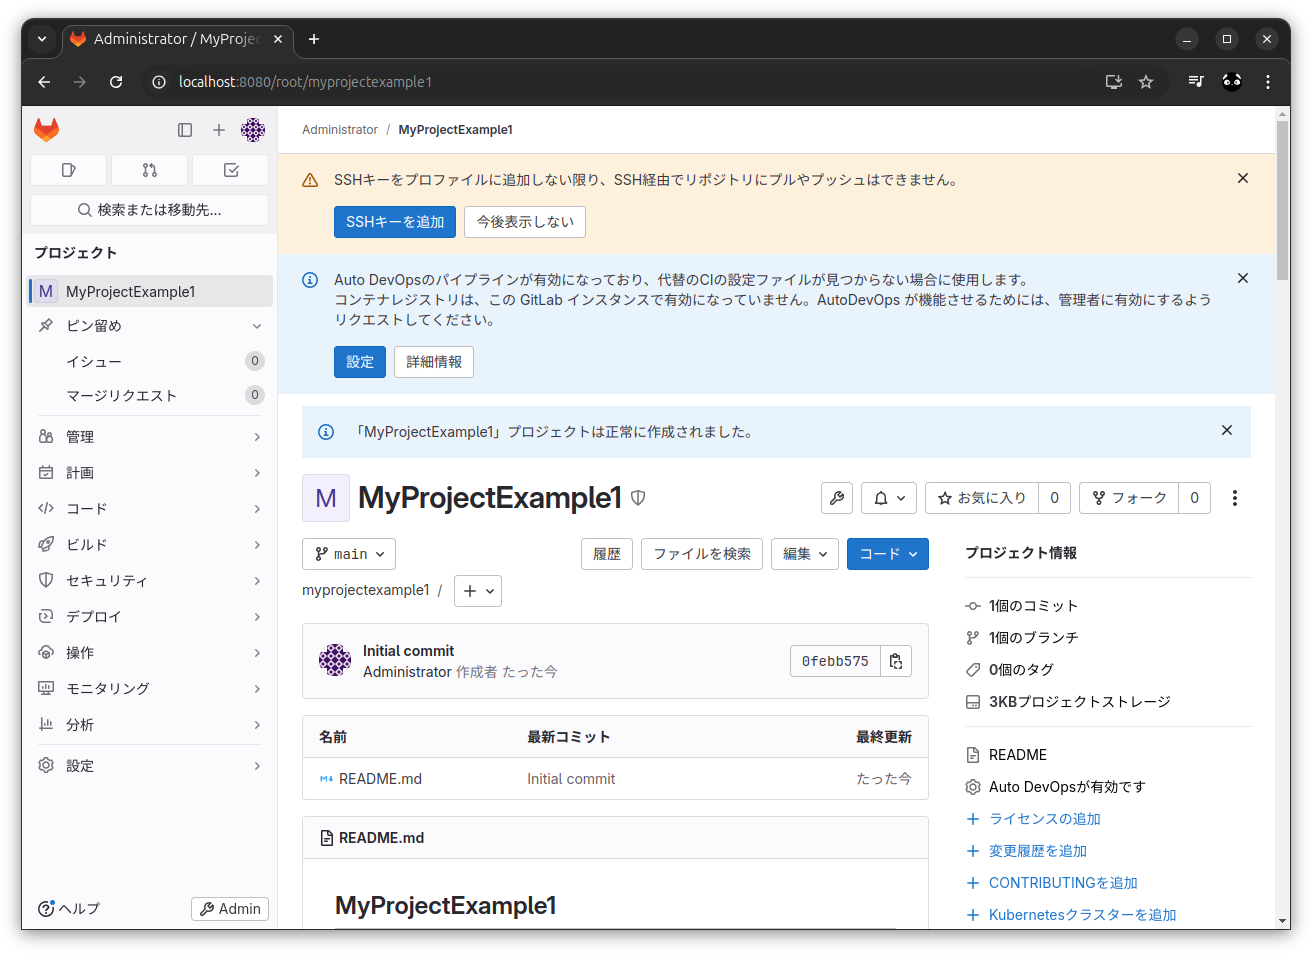 Administrator / MyProje
localhost:8080/root/myprojectexample1
Administrator / MyProjectExample1
検索または移動先...
プロジェクト
M MyProjectExample1
ピン留め
イシュー 0
マージリクエスト 0
管理
計画
コード
ビルド
セキュリティ
デプロイ
操作
モニタリング
分析
設定
ヘルプ
Admin
SSHキーをプロファイルに追加しない限り、SSH経由でリポジトリにプルやプッシュはできません。
SSHキーを追加 今後表示しない
Auto DevOpsのパイプラインが有効になっており、代替のCIの設定ファイルが見つからない場合に使用します。
コンテナレジストリは、この GitLab インスタンスで有効になっていません。AutoDevOps が機能させるためには、管理者に有効にするよう
リクエストしてください。
設定 詳細情報
「MyProjectExample1」プロジェクトは正常に作成されました。
M MyProjectExample1
お気に入り 0 フォーク 0
main 履歴 ファイルを検索 編集 コード
myprojectexample1 /
Initial commit
Administrator 作成者 たった今
0febb575
名前 最新コミット 最終更新
README.md Initial commit たった今
README.md
MyProjectExample1
プロジェクト情報
1個のコミット
1個のブランチ
0個のタグ
3KBプロジェクトストレージ
README
Auto DevOpsが有効です
ライセンスの追加
変更履歴を追加
CONTRIBUTINGを追加
Kubernetesクラスターを追加